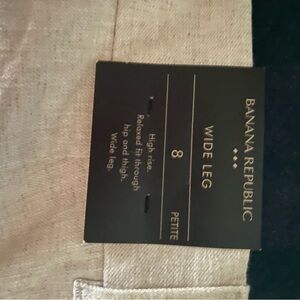 BANANA REPUBLIC
WIDE LEG
8 PETITE
High rise.
Relaxed fit through
hip and thigh.
Wide leg.